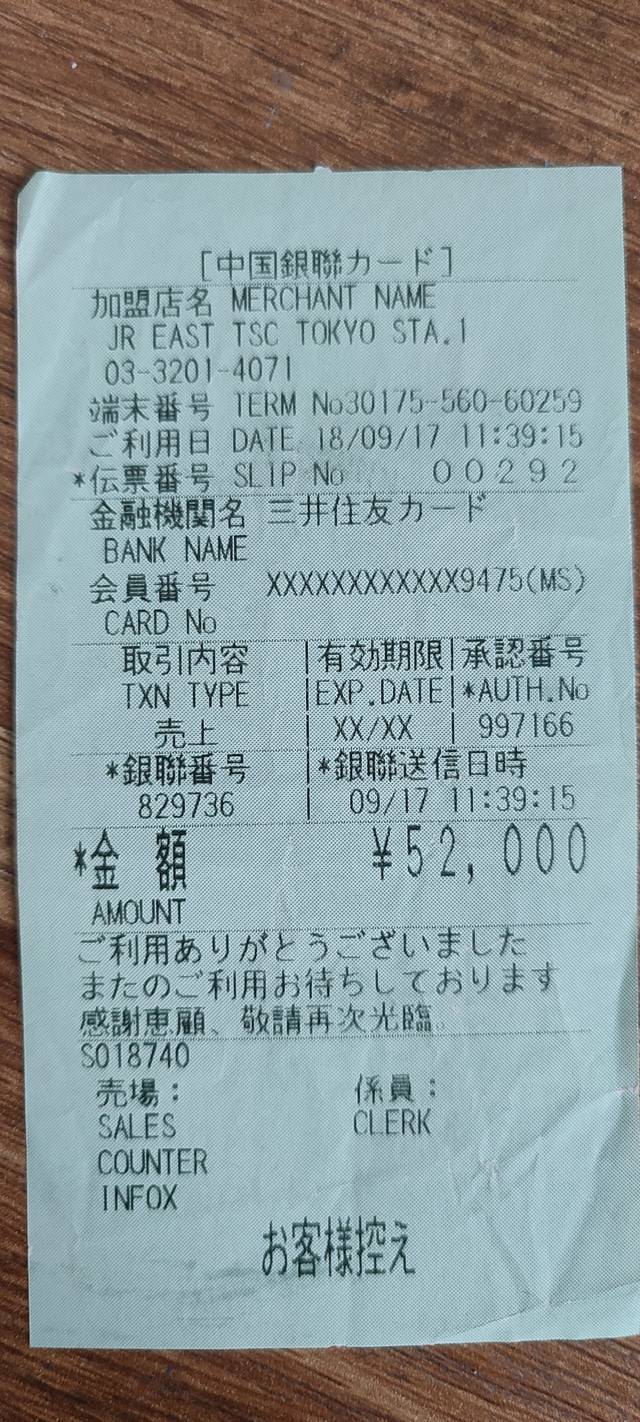 [中国銀聯カード]
加盟店名 MERCHANT NAME
JR EAST TSC TOKYO STA.1
03-3201-4071
端末番号 TERM No30175-560-60259
ご利用日 DATE 18/09/17 11:39:15
*伝票番号 SLIP No 00292
金融機関名 三井住友カード
BANK NAME
会員番号 XXXXXXXXXXXX9475(MS)
CARD No
取引内容 |有効期限|承認番号
TXN TYPE |EXP.DATE|*AUTH.No
売上 | XX/XX | 997166
*銀聯番号 |*銀聯送信日時
829736 | 09/17 11:39:15
*金 額 ¥52,000
AMOUNT
ご利用ありがとうございました
またのご利用お待ちしております
感謝恵顧、敬請再次光臨。
S018740
売場： 係員：
SALES CLERK
COUNTER
INFOX
お客様控え